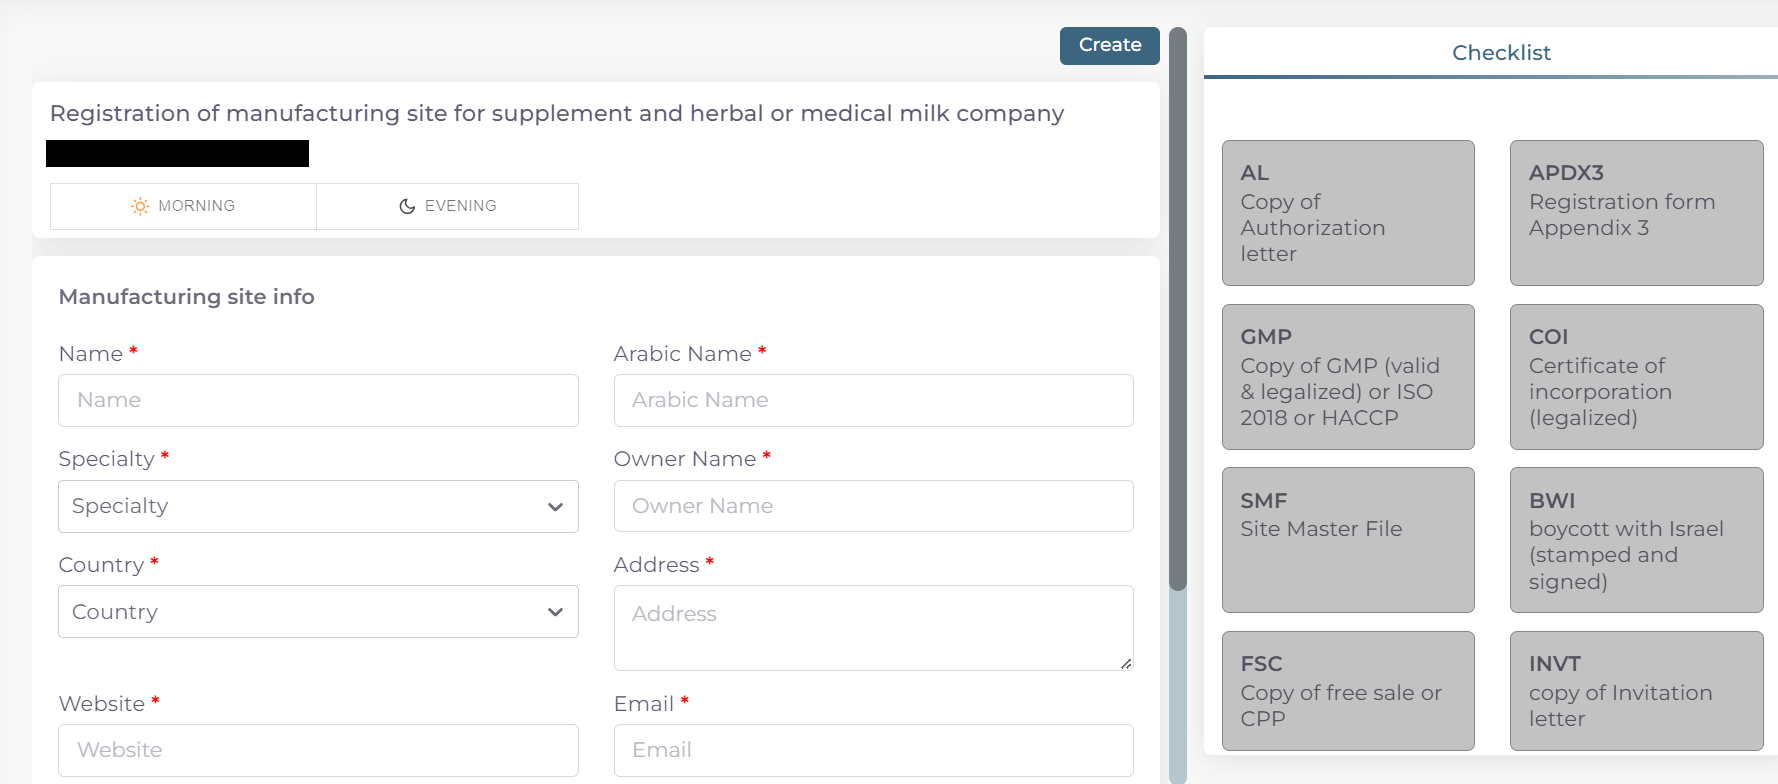 Create
Registration of manufacturing site for supplement and herbal or medical milk company
MORNING
EVENING
Manufacturing site info
Name *
Arabic Name *
Name
Arabic Name
Specialty *
Owner Name *
Specialty
Owner Name
Country *
Address *
Country
Address
Website *
Email *
Website
Email
Checklist
AL
Copy of
Authorization
letter
APDX3
Registration form
Appendix 3
GMP
Copy of GMP (valid
& legalized) or ISO
2018 or HACCP
COI
Certificate of
incorporation
(legalized)
SMF
Site Master File
BWI
boycott with Israel
(stamped and
signed)
FSC
Copy of free sale or
CPP
INVT
copy of Invitation
letter